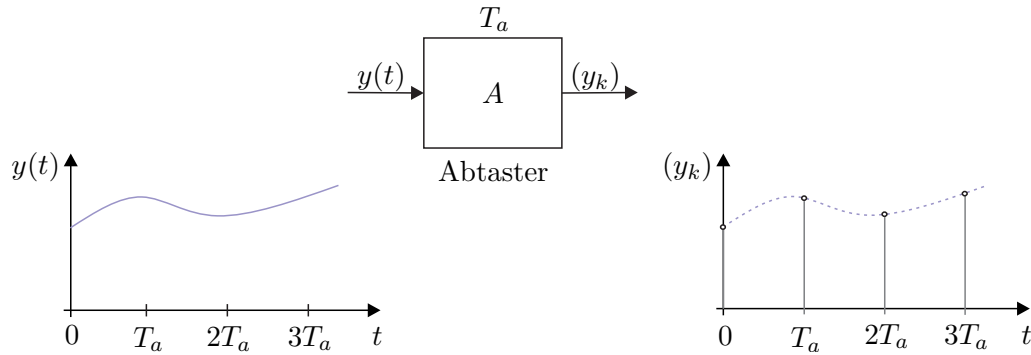 T_a
y(t) A (y_k)
Abtaster
y(t)
0 T_a 2T_a 3T_a t
(y_k)
0 T_a 2T_a 3T_a t